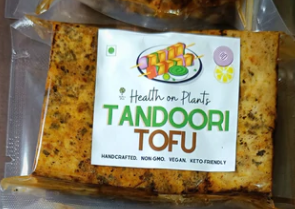 Health on Plants
TANDOORI
TOFU
HANDCRAFTED, NON-GMO, VEGAN, KETO-FRIENDLY